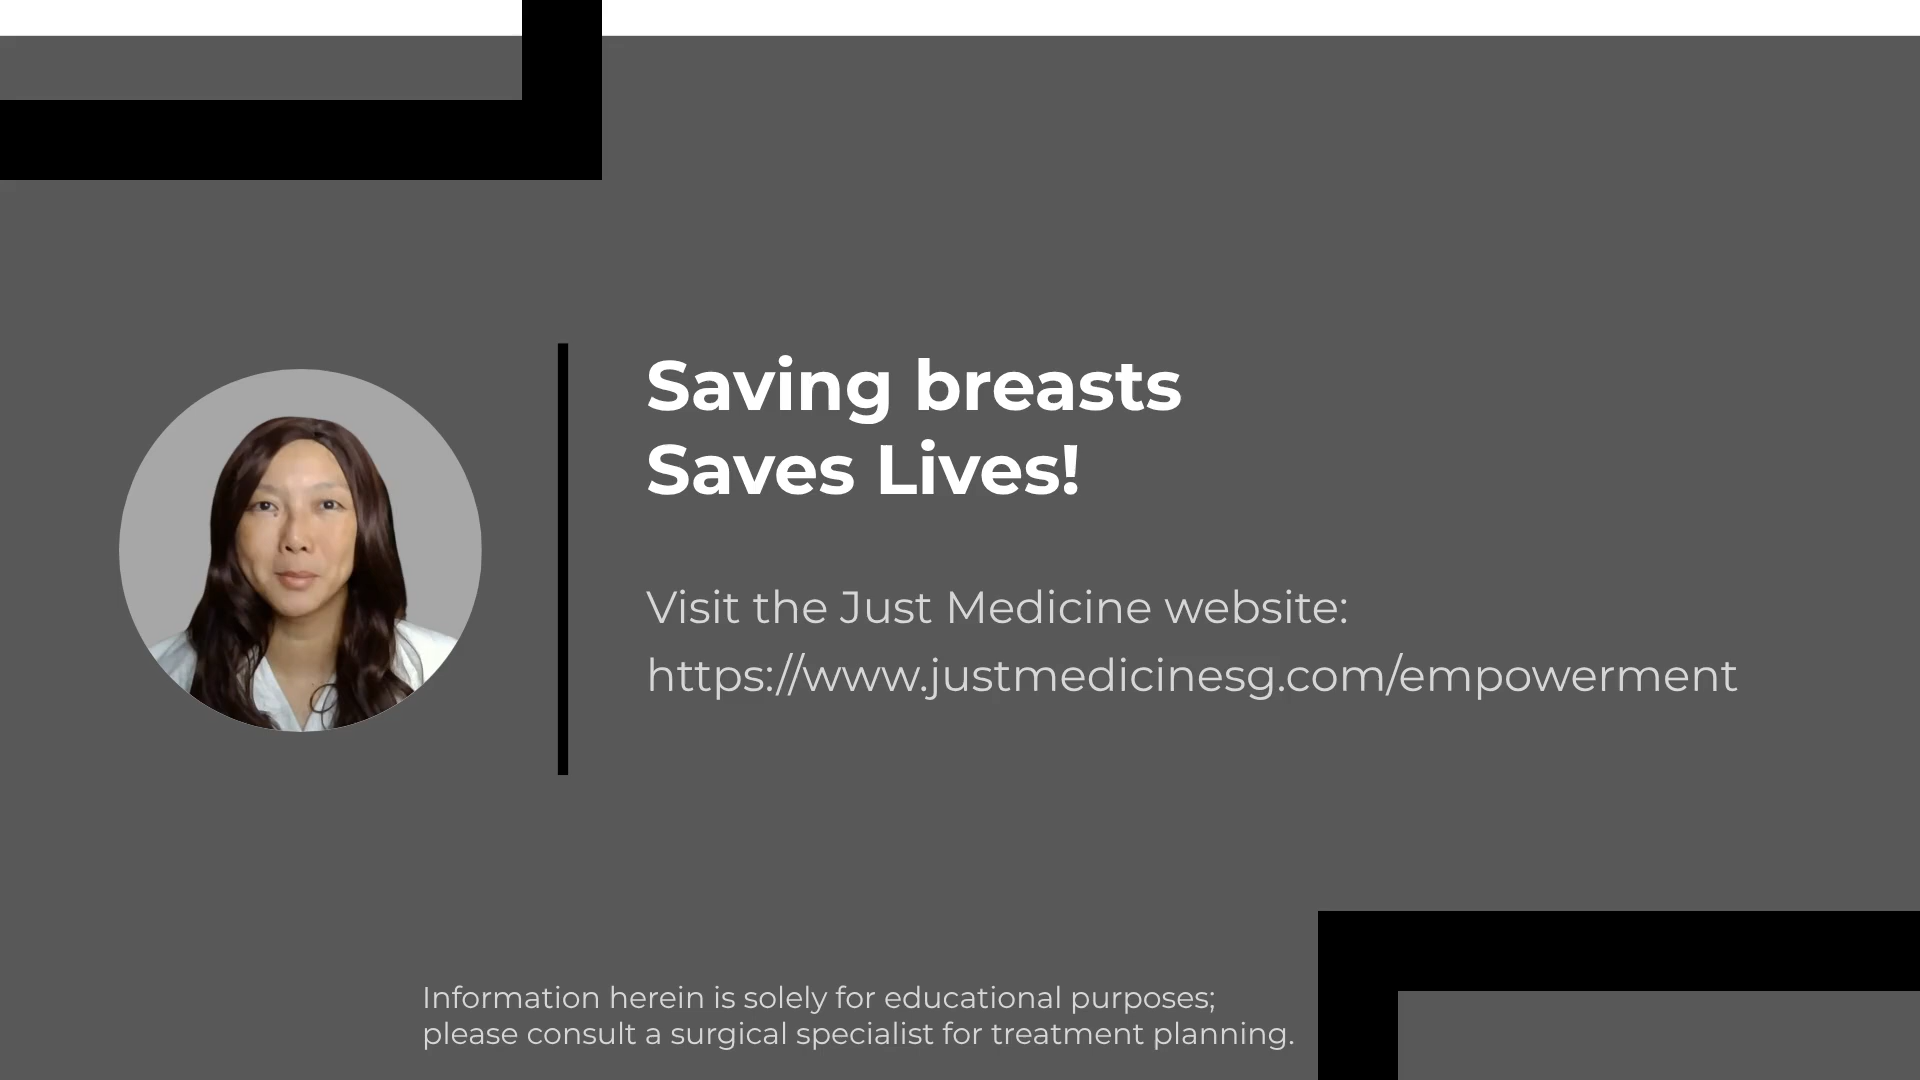 Saving breasts
Saves Lives!
Visit the Just Medicine website:
https://www.justmedicinesg.com/empowerment
Information herein is solely for educational purposes;
please consult a surgical specialist for treatment planning.